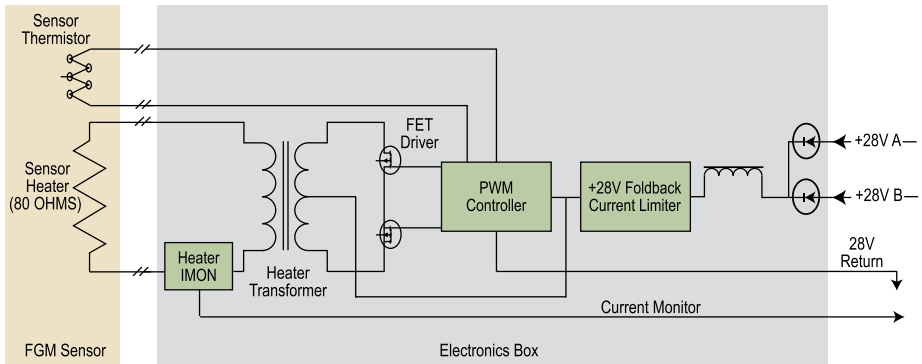 Sensor
Thermistor
FET
Driver
+28V A
Sensor
Heater
(80 OHMS)
PWM
Controller
+28V Foldback
Current Limiter
+28V B
28V
Return
Heater
IMON
Heater
Transformer
Current Monitor
FGM Sensor
Electronics Box